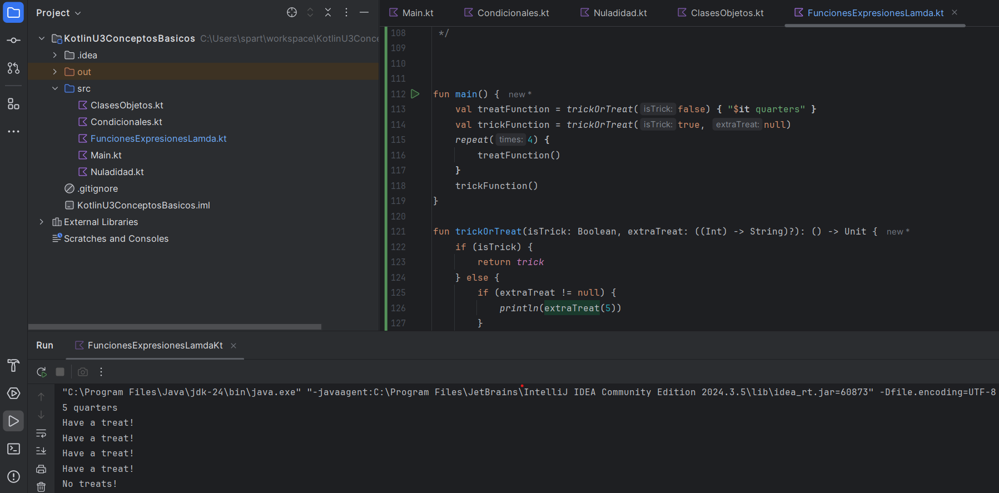 Project
KotlinU3ConceptosBasicos C:\Users\spart\workspace\KotlinU3Conce
.idea
out
src
ClasesObjetos.kt
Condicionales.kt
FuncionesExpresionesLamda.kt
Main.kt
Nuladidad.kt
.gitignore
KotlinU3ConceptosBasicos.iml
External Libraries
Scratches and Consoles
Main.kt Condicionales.kt Nuladidad.kt ClasesObjetos.kt FuncionesExpresionesLamda.kt
108 */
109
110
111
112 fun main() { new *
113 val treatFunction = trickOrTreat( isTrick: false) { "$it quarters" }
114 val trickFunction = trickOrTreat( isTrick: true, extraTreat: null)
115 repeat( times: 4) {
116 treatFunction()
117 }
118 trickFunction()
119 }
120
121 fun trickOrTreat(isTrick: Boolean, extraTreat: ((Int) -> String)?): () -> Unit { new *
122 if (isTrick) {
123 return trick
124 } else {
125 if (extraTreat != null) {
126 println(extraTreat(5))
127 }
Run FuncionesExpresionesLamdaKt
"C:\Program Files\Java\jdk-24\bin\java.exe" "-javaagent:C:\Program Files\JetBrains\IntelliJ IDEA Community Edition 2024.3.5\lib\idea_rt.jar=60873" -Dfile.encoding=UTF-8
5 quarters
Have a treat!
Have a treat!
Have a treat!
Have a treat!
No treats!